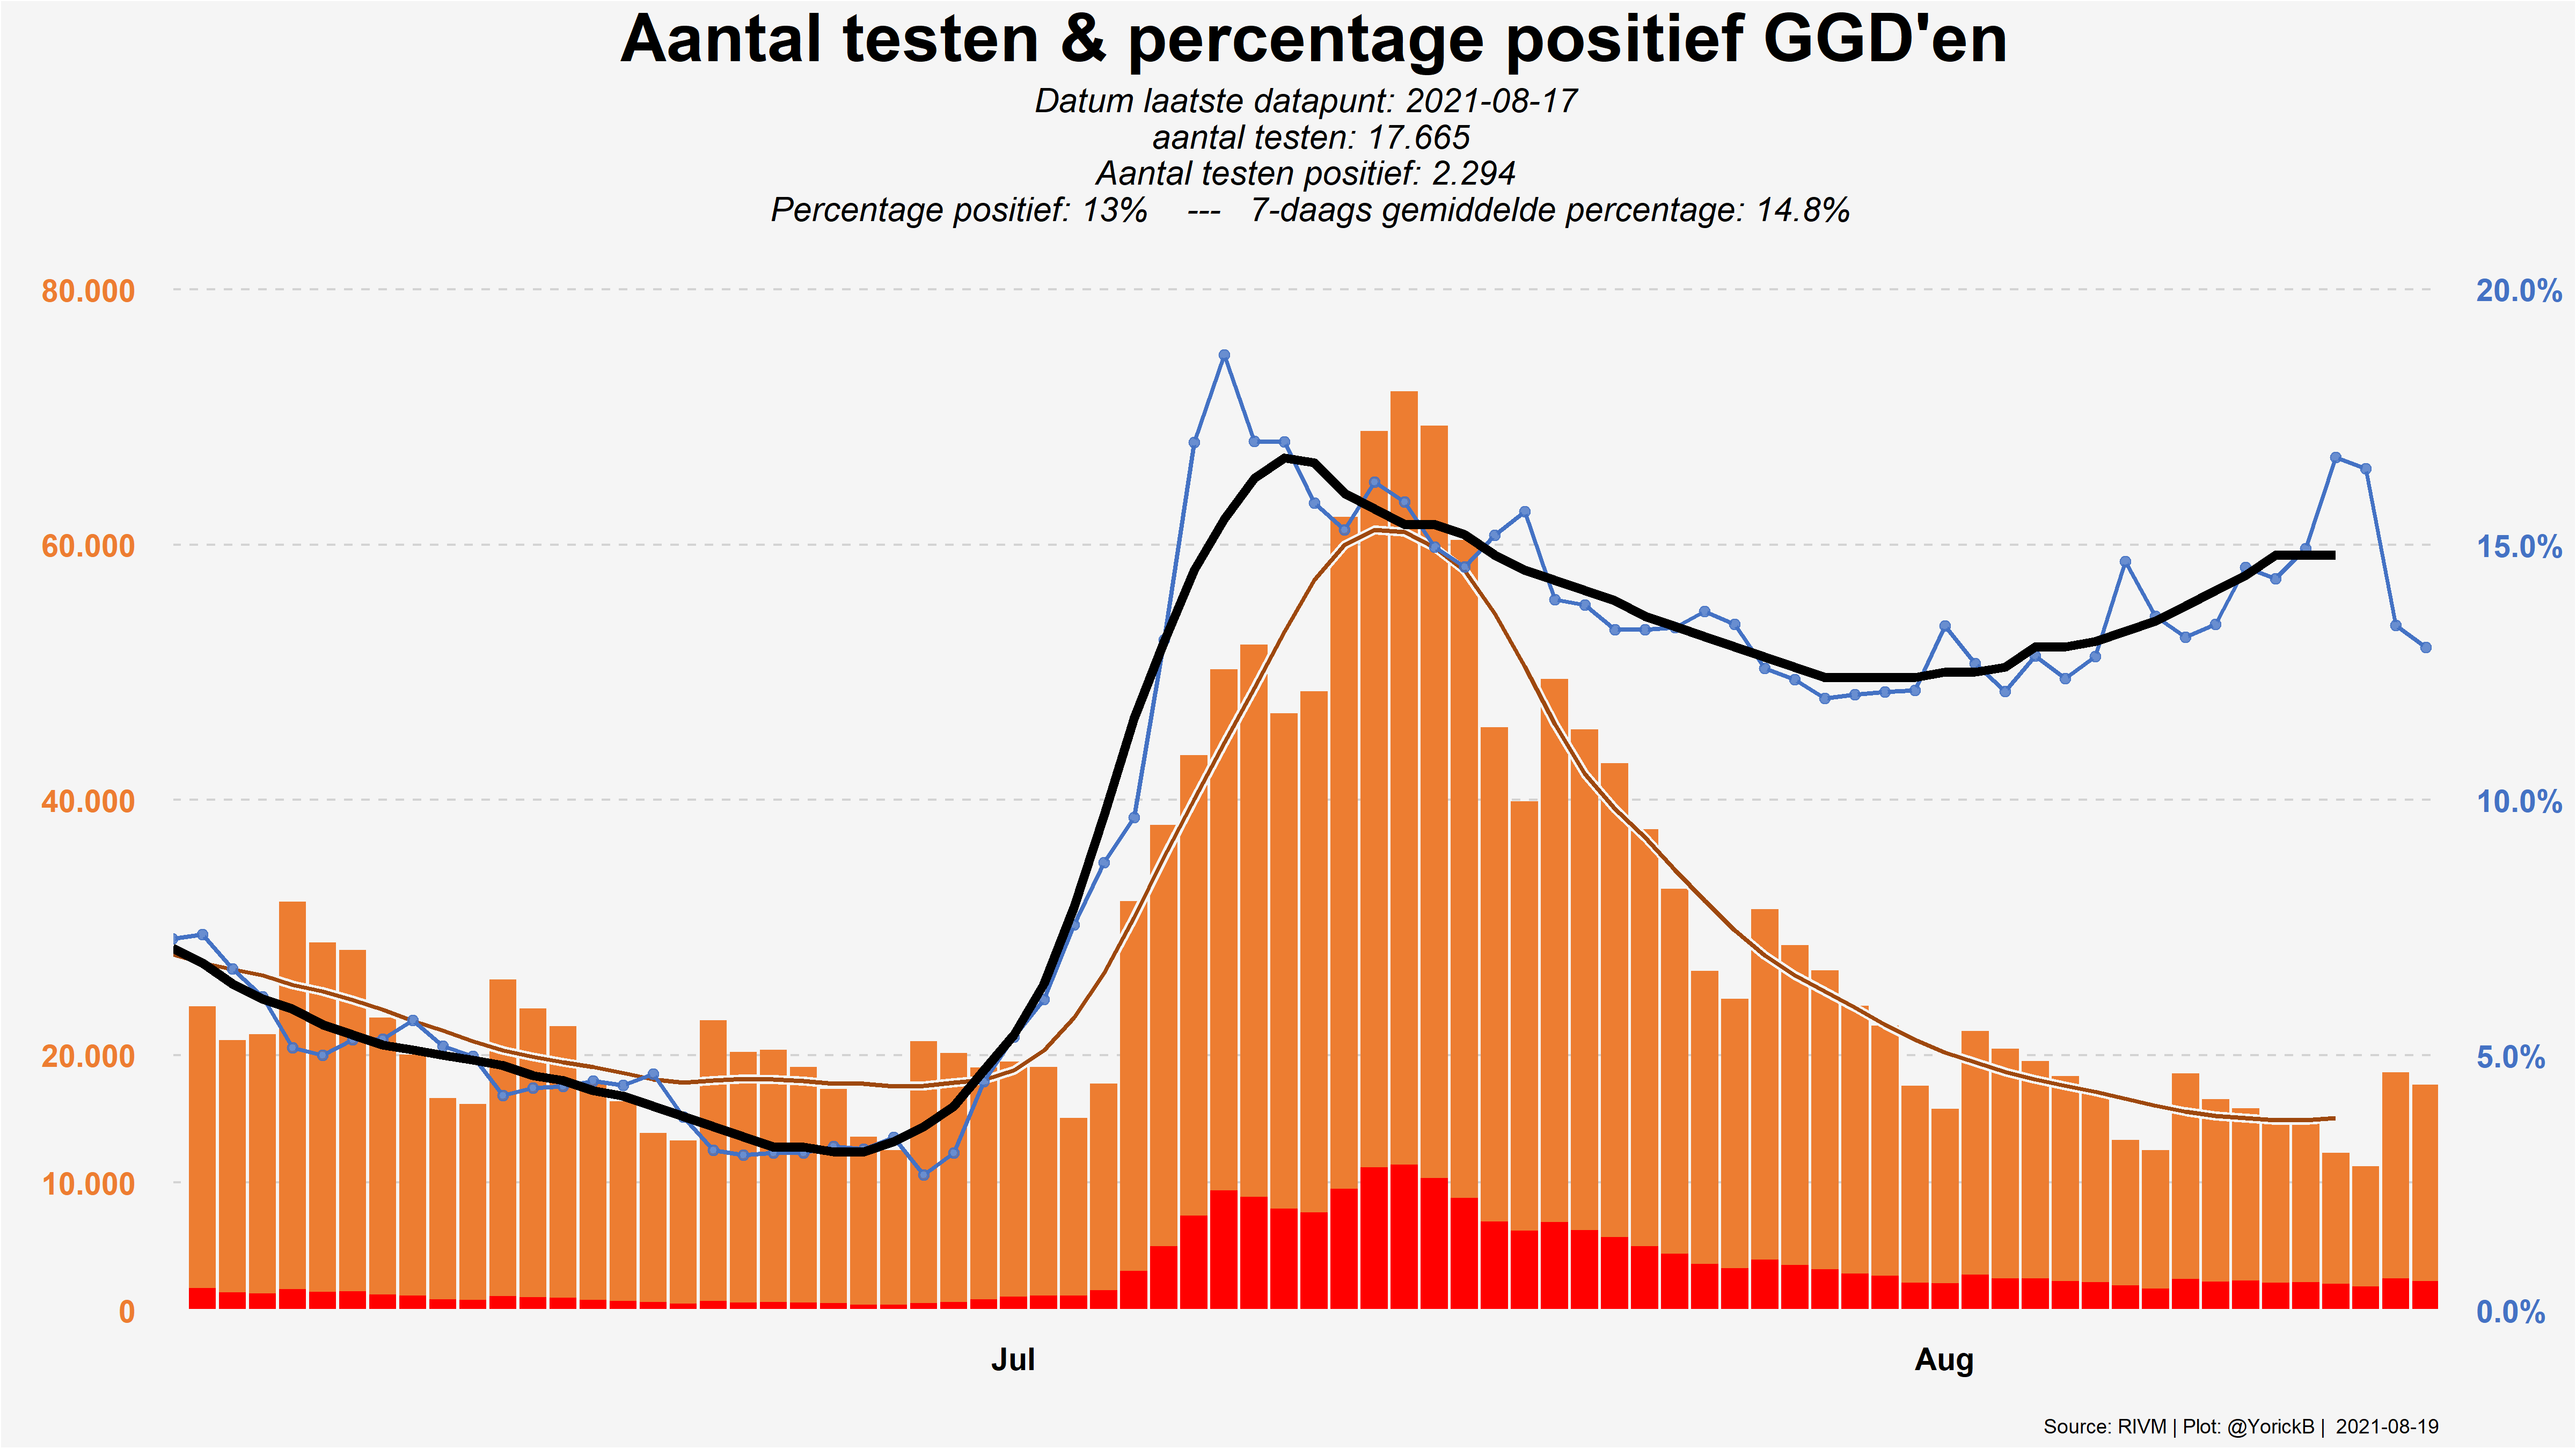 Aantal testen & percentage positief GGD'en
Datum laatste datapunt: 2021-08-17
aantal testen: 17.665
Aantal testen positief: 2.294
Percentage positief: 13% --- 7-daags gemiddelde percentage: 14.8%
80.000
20.0%
60.000
15.0%
40.000
10.0%
20.000
5.0%
10.000
0
0.0%
Jul
Aug
Source: RIVM | Plot: @YorickB | 2021-08-19